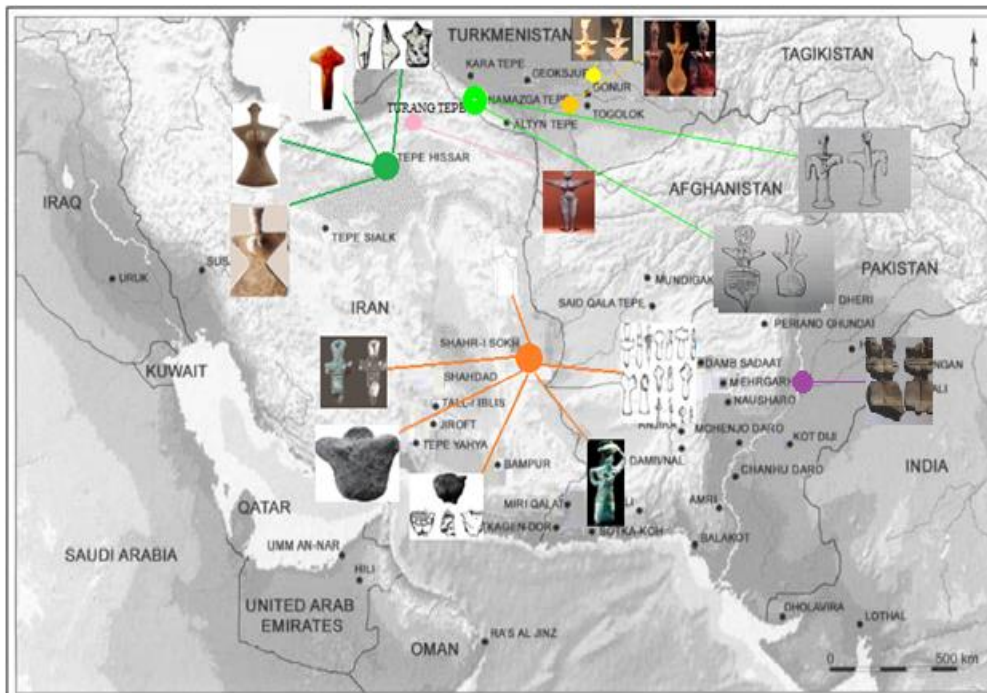 TURKMENISTAN
TAGIKISTAN
KARA TEPE
GEOKSJUR
GONUR
NAMAZGA TEPE
TOGOLOK
TURANG TEPE
ALTYN TEPE
N
TEPE HISSAR
AFGHANISTAN
IRAQ
TEPE SIALK
URUK
SUS
MUNDIGAK
PAKISTAN
IRAN
SAID QALA TEPE
DHERI
PERIANO GHUNDAI
SHAHR-I SOKH
DAMB SADAAT
NGAN
KUWAIT
SHAHDAD
MEHRGARH
ALI
TALL-I IBLIS
NAUSHARO
JIROFT
TEPE YAHYA
MOHENJO DARO
KOT DIJI
BAMPUR
CHANHU DARO
INDIA
QATAR
MIRI QALAT
LI
AMRI
SAUDI ARABIA
UMM AN-NAR
SOTKA-KOH
BALAKOT
HILI
UNITED ARAB
EMIRATES
DHOLAVIRA
LOTHAL
OMAN
RA'S AL JINZ
0 500 km